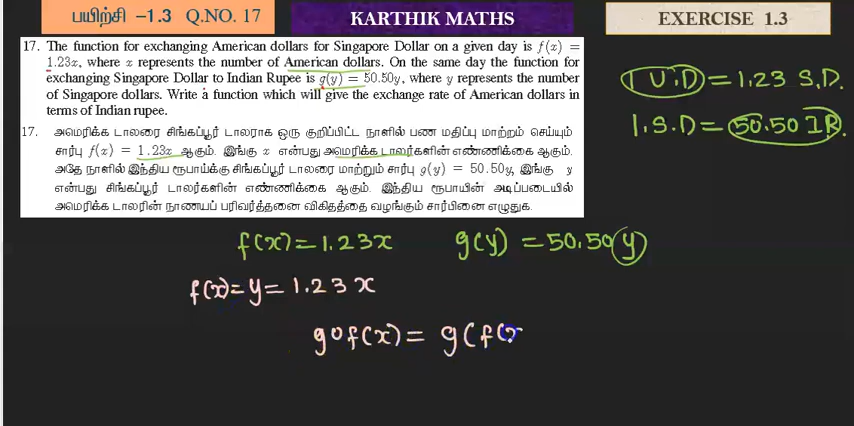 பயிற்சி -1.3 Q.NO. 17
KARTHIK MATHS
EXERCISE 1.3
17. The function for exchanging American dollars for Singapore Dollar on a given day is f(x) =
1.23x, where x represents the number of American dollars. On the same day the function for
exchanging Singapore Dollar to Indian Rupee is g(y) = 50.50y, where y represents the number
of Singapore dollars. Write a function which will give the exchange rate of American dollars in
terms of Indian rupee.
17. அமெரிக்க டாலரை சிங்கப்பூர் டாலராக ஒரு குறிப்பிட்ட நாளில் பண மதிப்பு மாற்றம் செய்யும்
சார்பு f(x) = 1.23x ஆகும். இங்கு x என்பது அமெரிக்க டாலர்களின் எண்ணிக்கை ஆகும்.
அதே நாளில் இந்திய ரூபாய்க்கு சிங்கப்பூர் டாலரை மாற்றும் சார்பு g(y) = 50.50y, இங்கு y
என்பது சிங்கப்பூர் டாலர்களின் எண்ணிக்கை ஆகும். இந்திய ரூபாயின் அடிப்படையில்
அமெரிக்க டாலரின் நாணயப் பரிவர்த்தனை விகிதத்தை வழங்கும் சார்பினை எழுதுக.
1 U.D = 1.23 S.D.
1.S.D = 50.50 IR
f(x) = 1.23x g(y) = 50.50(y)
f(x) = y = 1.23x
gof(x) = g(f(x